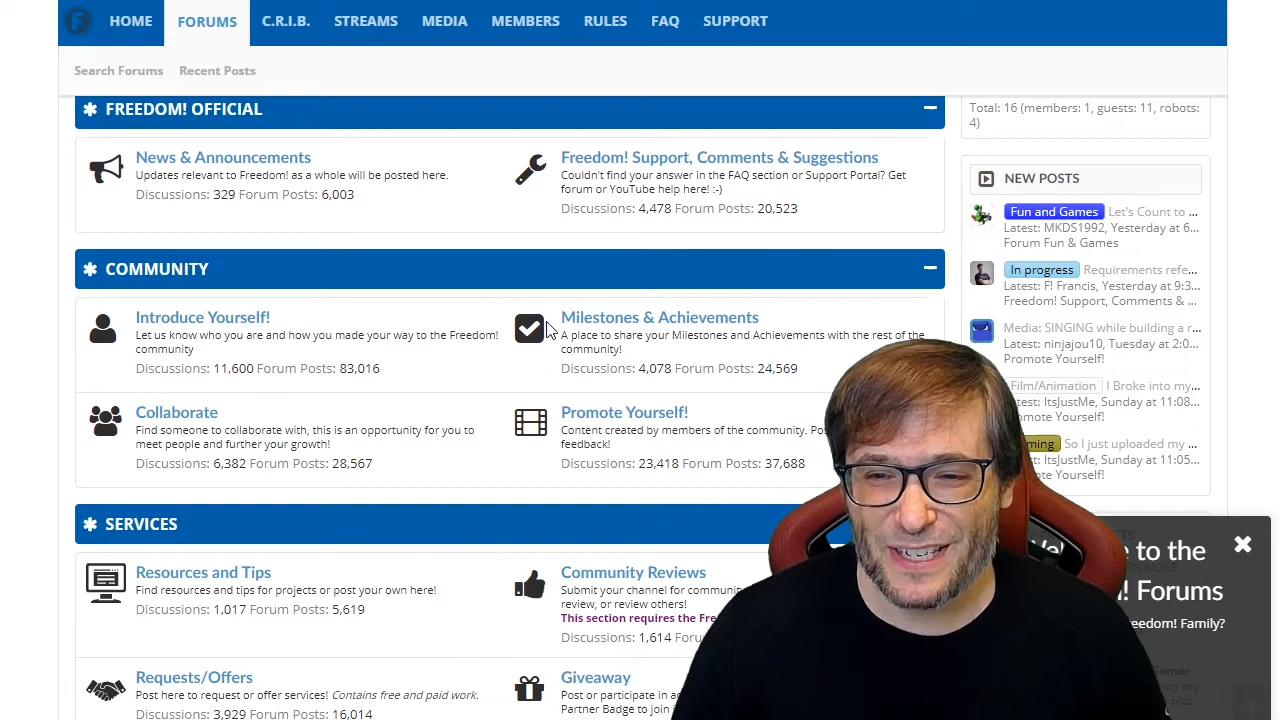 HOME FORUMS C.R.I.B. STREAMS MEDIA MEMBERS RULES FAQ SUPPORT
Search Forums Recent Posts
FREEDOM! OFFICIAL
News & Announcements
Updates relevant to Freedom! as a whole will be posted here.
Discussions: 329 Forum Posts: 6,003
Freedom! Support, Comments & Suggestions
Couldn't find your answer in the FAQ section or Support Portal? Get
forum or YouTube help here! :-)
Discussions: 4,478 Forum Posts: 20,523
COMMUNITY
Introduce Yourself!
Let us know who you are and how you made your way to the Freedom!
community
Discussions: 11,600 Forum Posts: 83,016
Milestones & Achievements
A place to share your Milestones and Achievements with the rest of the
community!
Discussions: 4,078 Forum Posts: 24,569
Collaborate
Find someone to collaborate with, this is an opportunity for you to
meet people and further your growth!
Discussions: 6,382 Forum Posts: 28,567
Promote Yourself!
Content created by members of the community.
feedback!
Discussions: 23,418 Forum Posts: 37,688
SERVICES
Resources and Tips
Find resources and tips for projects or post your own here!
Discussions: 1,017 Forum Posts: 5,619
Community Reviews
Submit your channel for
review, or review others!
This section requires the
Discussions: 1,614
Requests/Offers
Post here to request or offer services! Contains free and paid work.
Discussions: 3,929 Forum Posts: 16,014
Giveaway
Post or participate in
Partner Badge to join
Total: 16 (members: 1, guests: 11, robots:
4)
NEW POSTS
Fun and Games Let's Count to ...
Latest: MKDS1992, Yesterday at 6...
Forum Fun & Games
In progress Requirements refe...
Latest: F! Francis, Yesterday at 9:3...
Freedom! Support, Comments & ...
Media: SINGING while building a r...
Latest: ninjajou10, Tuesday at 2:0...
Promote Yourself!
Film/Animation I Broke into my...
ItsJustMe, Sunday at 11:08...
Yourself!
So I just uploaded my ...
ItsJustMe, Sunday at 11:05...
Yourself!
to the
Forums
Freedom! Family?